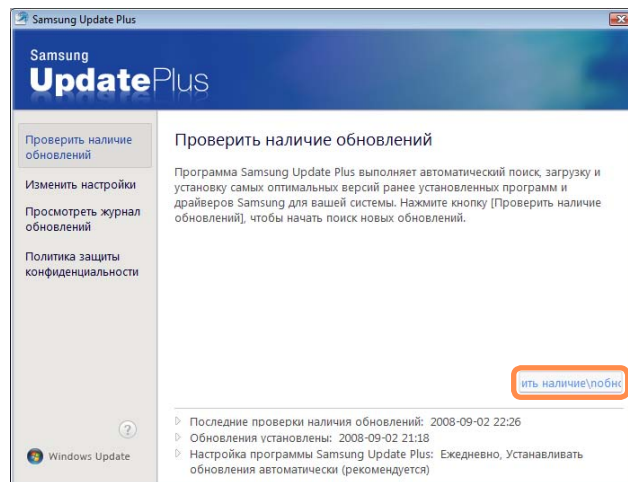 Samsung Update Plus
Samsung
UpdatePlus
Проверить наличие
обновлений
Изменить настройки
Просмотреть журнал
обновлений
Политика защиты
конфиденциальности
Windows Update
Проверить наличие обновлений
Программа Samsung Update Plus выполняет автоматический поиск, загрузку и
установку самых оптимальных версий ранее установленных программ и
драйверов Samsung для вашей системы. Нажмите кнопку [Проверить наличие
обновлений], чтобы начать поиск новых обновлений.
ить наличие\nобно
Последние проверки наличия обновлений: 2008-09-02 22:26
Обновления установлены: 2008-09-02 21:18
Настройка программы Samsung Update Plus: Ежедневно, Устанавливать
обновления автоматически (рекомендуется)